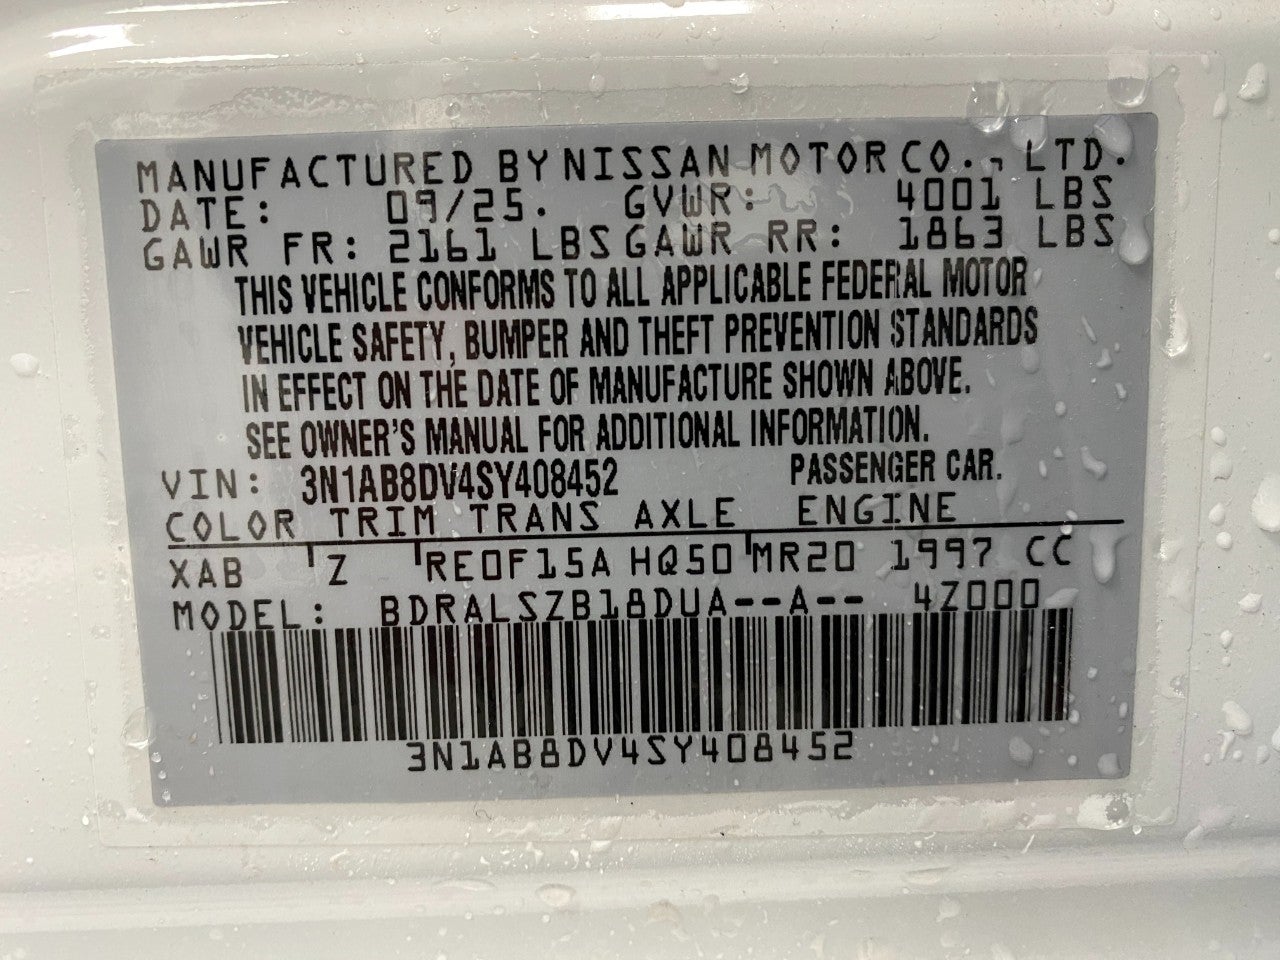 MANUFACTURED BY NISSAN MOTOR CO., LTD.
DATE: 09/25. GVWR: 4001 LBS
GAWR FR: 2161 LBS GAWR RR: 1863 LBS
THIS VEHICLE CONFORMS TO ALL APPLICABLE FEDERAL MOTOR
VEHICLE SAFETY, BUMPER AND THEFT PREVENTION STANDARDS
IN EFFECT ON THE DATE OF MANUFACTURE SHOWN ABOVE.
SEE OWNER'S MANUAL FOR ADDITIONAL INFORMATION.
VIN: 3N1AB8DV4SY408452 PASSENGER CAR.
COLOR TRIM TRANS AXLE ENGINE
XAB Z RE0F15A HQ50 MR20 1997 CC
MODEL: BDRALSZB18DUA--A-- 4Z000
3N1AB8DV4SY408452